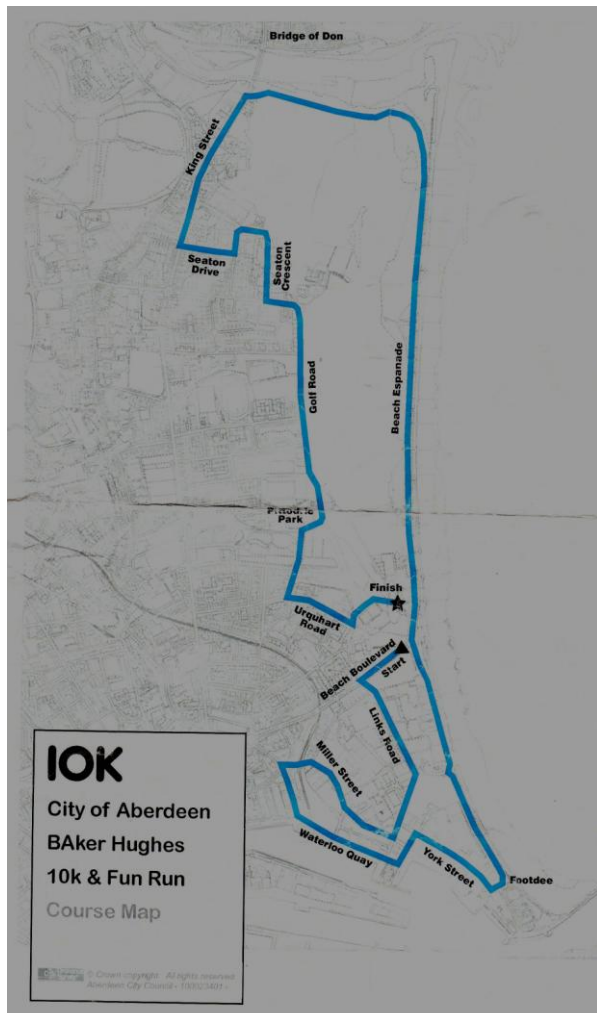 Bridge of Don
King Street
Seaton
Drive
Seaton
Crescent
Golf Road
Beach Espanade
Pittodrie
Park
Finish
Urquhart
Road
Beach Boulevard
Start
Links Road
Miller Street
Waterloo Quay
York Street
Footdee
10K
City of Aberdeen
BAker Hughes
10k & Fun Run
Course Map
© Crown copyright. All rights reserved
Aberdeen City Council - 100023401 -